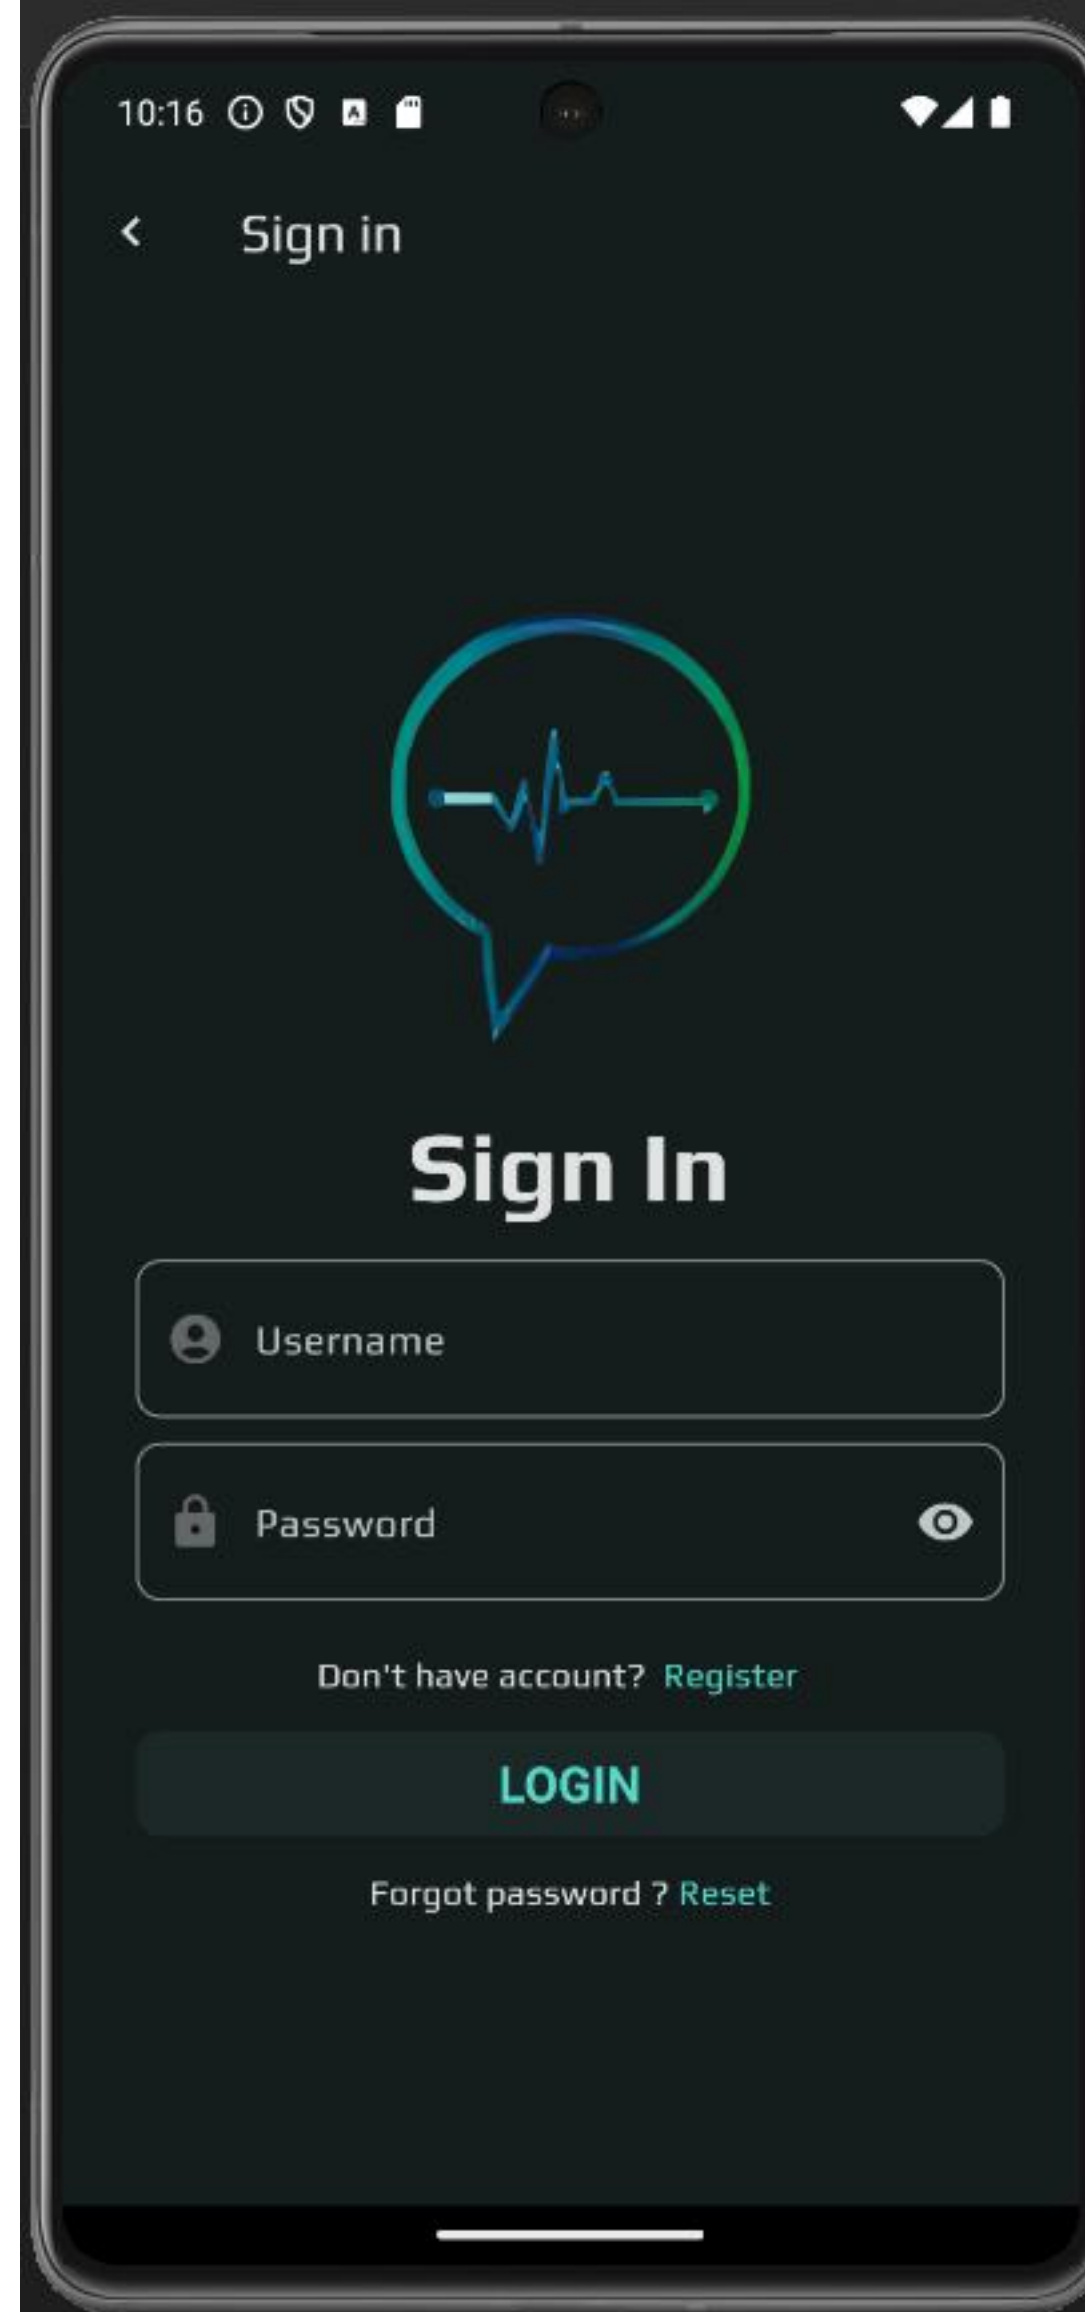 10:16
Sign in
Sign In
Username
Password
Don't have account? Register
LOGIN
Forgot password ? Reset